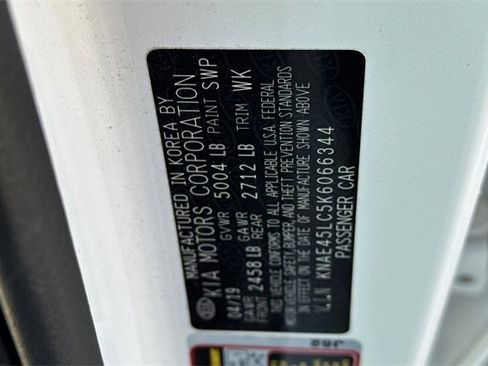 MANUFACTURED IN KOREA BY
KIA MOTORS CORPORATION
04/19 GVWR 5004 LB PAINT SWP
GAWR FRONT 2458 LB GAWR REAR 2712 LB TRIM WK
THIS VEHICLE CONFORMS TO ALL APPLICABLE U.S.A. FEDERAL
MOTOR VEHICLE SAFETY, BUMPER, AND THEFT PREVENTION STANDARDS
IN EFFECT ON THE DATE OF MANUFACTURE SHOWN ABOVE
V.I.N KNAE45LC5K6066344
PASSENGER CAR